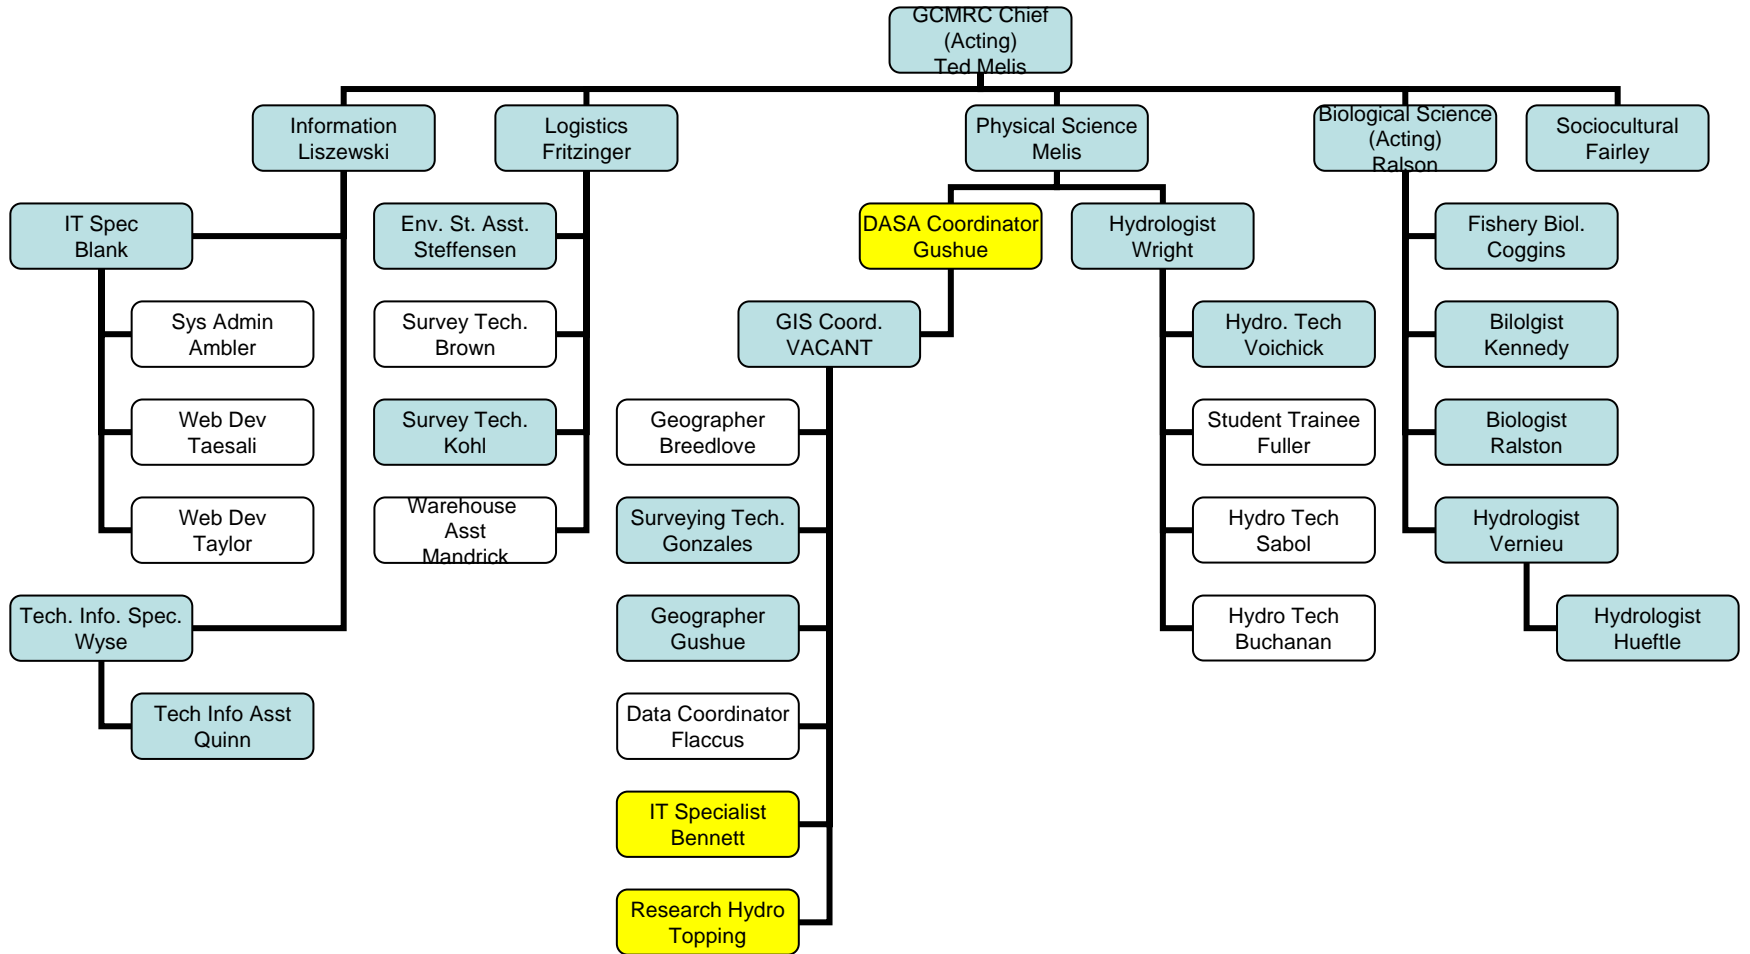 GCMRC Chief
(Acting)
Ted Melis
Information
Liszewski
Logistics
Fritzinger
Physical Science
Melis
Biological Science
(Acting)
Ralson
Sociocultural
Fairley
IT Spec
Blank
Env. St. Asst.
Steffensen
DASA Coordinator
Gushue
Hydrologist
Wright
Fishery Biol.
Coggins
Sys Admin
Ambler
Survey Tech.
Brown
GIS Coord.
VACANT
Hydro. Tech
Voichick
Bilolgist
Kennedy
Web Dev
Taesali
Survey Tech.
Kohl
Geographer
Breedlove
Student Trainee
Fuller
Biologist
Ralston
Web Dev
Taylor
Warehouse
Asst
Mandrick
Surveying Tech.
Gonzales
Hydro Tech
Sabol
Hydrologist
Vernieu
Tech. Info. Spec.
Wyse
Geographer
Gushue
Hydro Tech
Buchanan
Hydrologist
Hueftle
Tech Info Asst
Quinn
Data Coordinator
Flaccus
IT Specialist
Bennett
Research Hydro
Topping